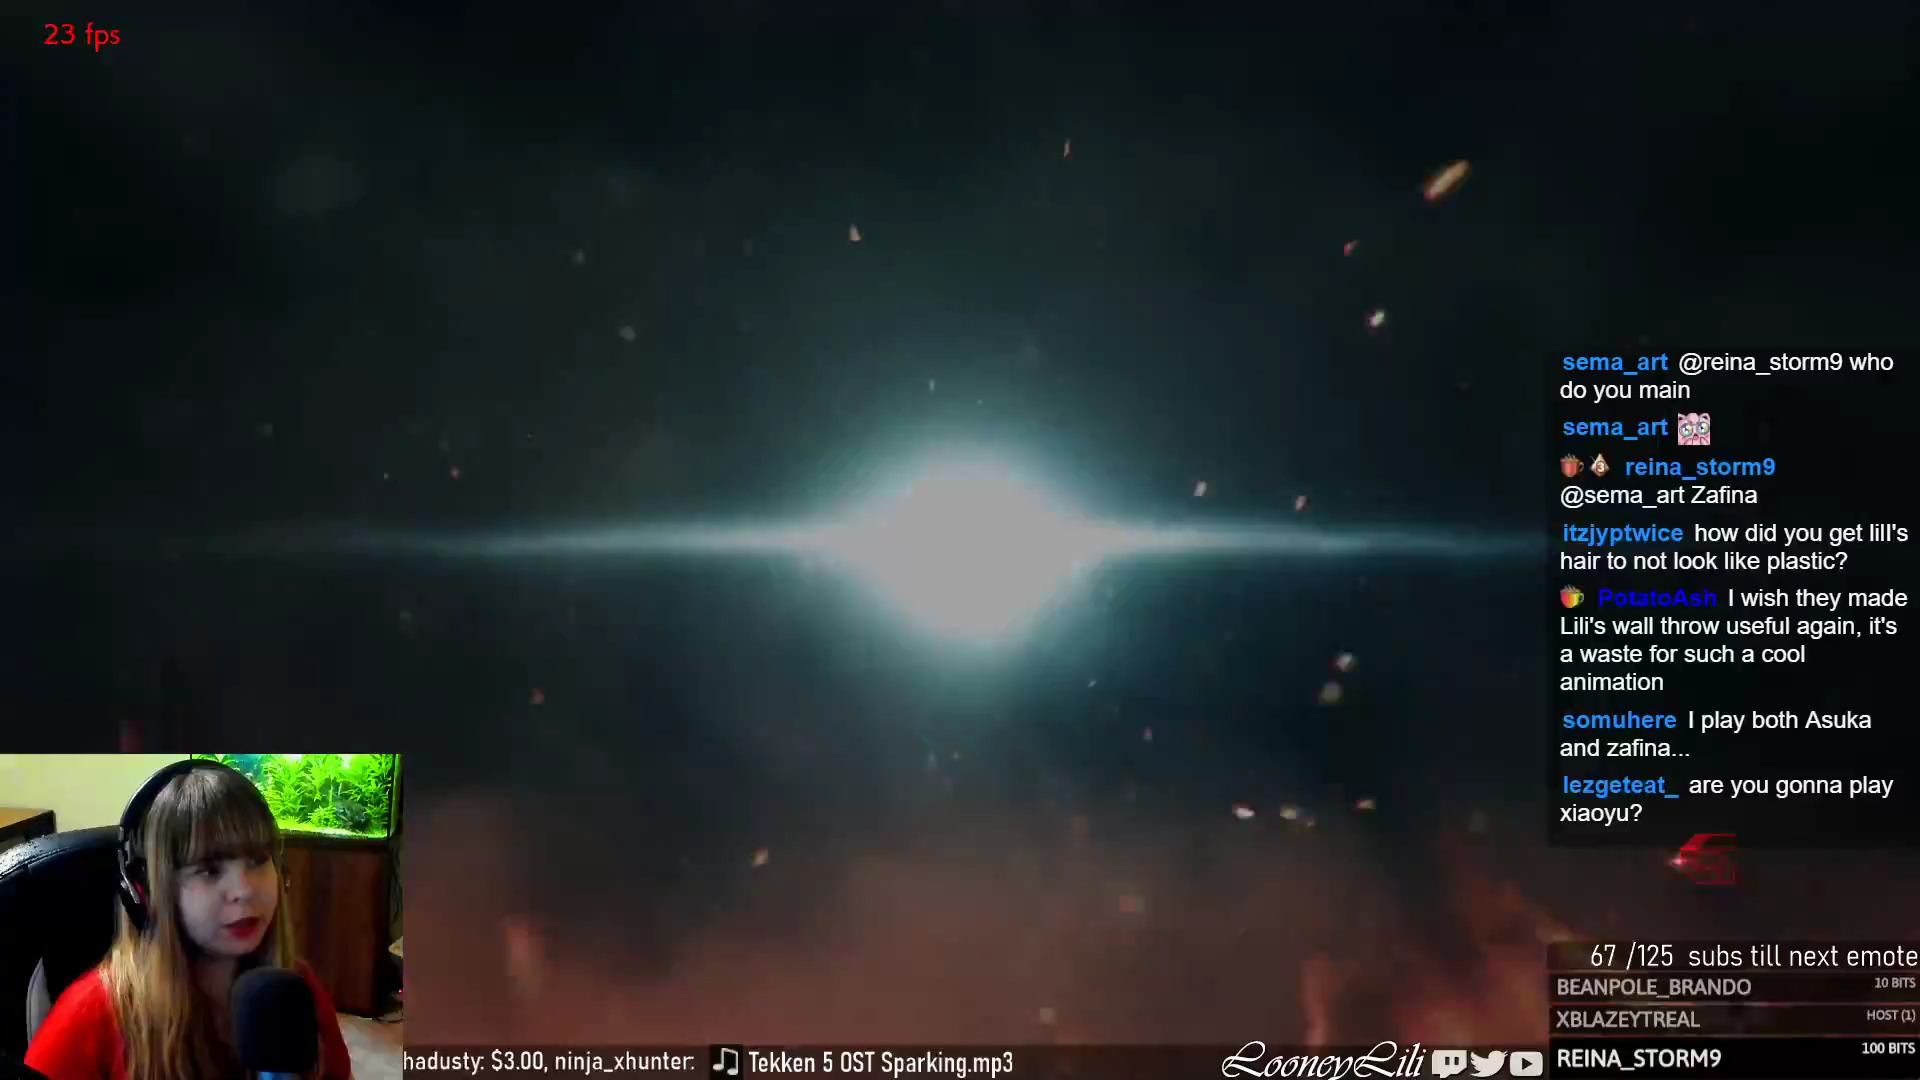 23 fps
sema_art @reina_storm9 who
do you main
sema_art
reina_storm9
@sema_art Zafina
itzjyptwice how did you get lill's
hair to not look like plastic?
PotatoAsh I wish they made
Lili's wall throw useful again, it's
a waste for such a cool
animation
somuhere I play both Asuka
and zafina...
lezgeteat_ are you gonna play
xiaoyu?
67 /125 subs till next emote
BEANPOLE_BRANDO 10 BITS
XBLAZEYTREAL HOST (1)
REINA_STORM9 100 BITS
hadusty: $3.00, ninja_xhunter: Tekken 5 OST Sparking.mp3 LooneyLili